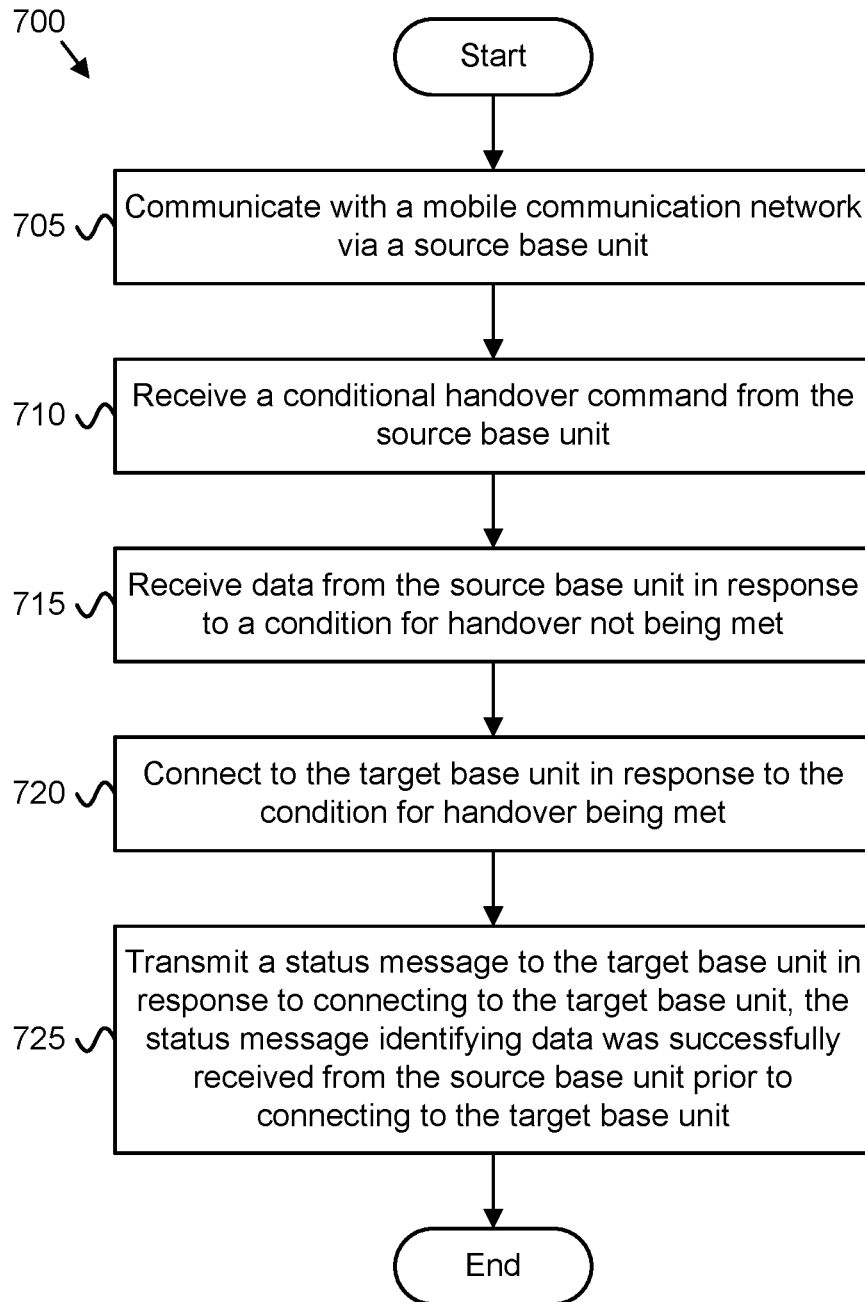 700
Start
705
Communicate with a mobile communication network
via a source base unit
710
Receive a conditional handover command from the
source base unit
715
Receive data from the source base unit in response
to a condition for handover not being met
720
Connect to the target base unit in response to the
condition for handover being met
725
Transmit a status message to the target base unit in
response to connecting to the target base unit, the
status message identifying data was successfully
received from the source base unit prior to
connecting to the target base unit
End